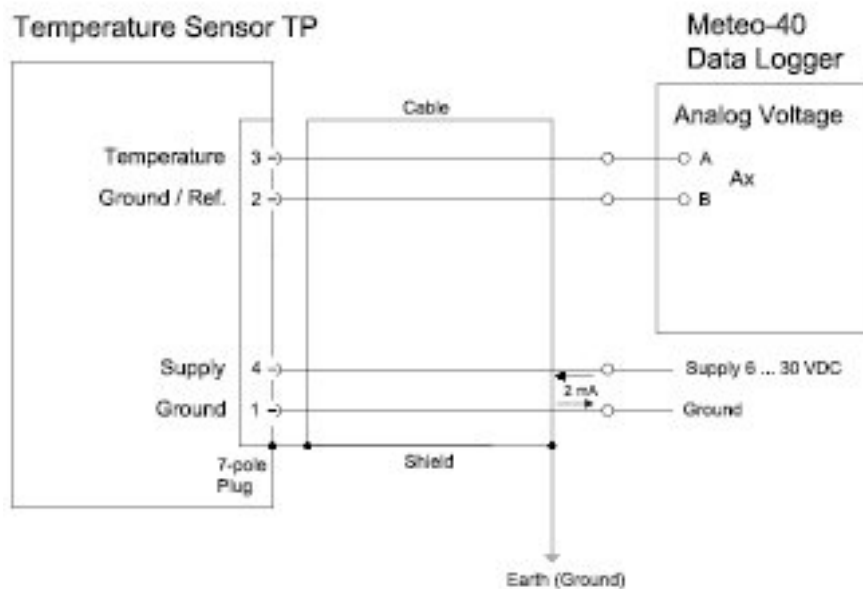 Temperature Sensor TP
Meteo-40
Data Logger
Cable
Analog Voltage
Temperature 3
A
Ground / Ref. 2
B
Ax
Supply 4
Supply 6 ... 30 VDC
2 mA
Ground 1
Ground
7-pole
Plug
Shield
Earth (Ground)